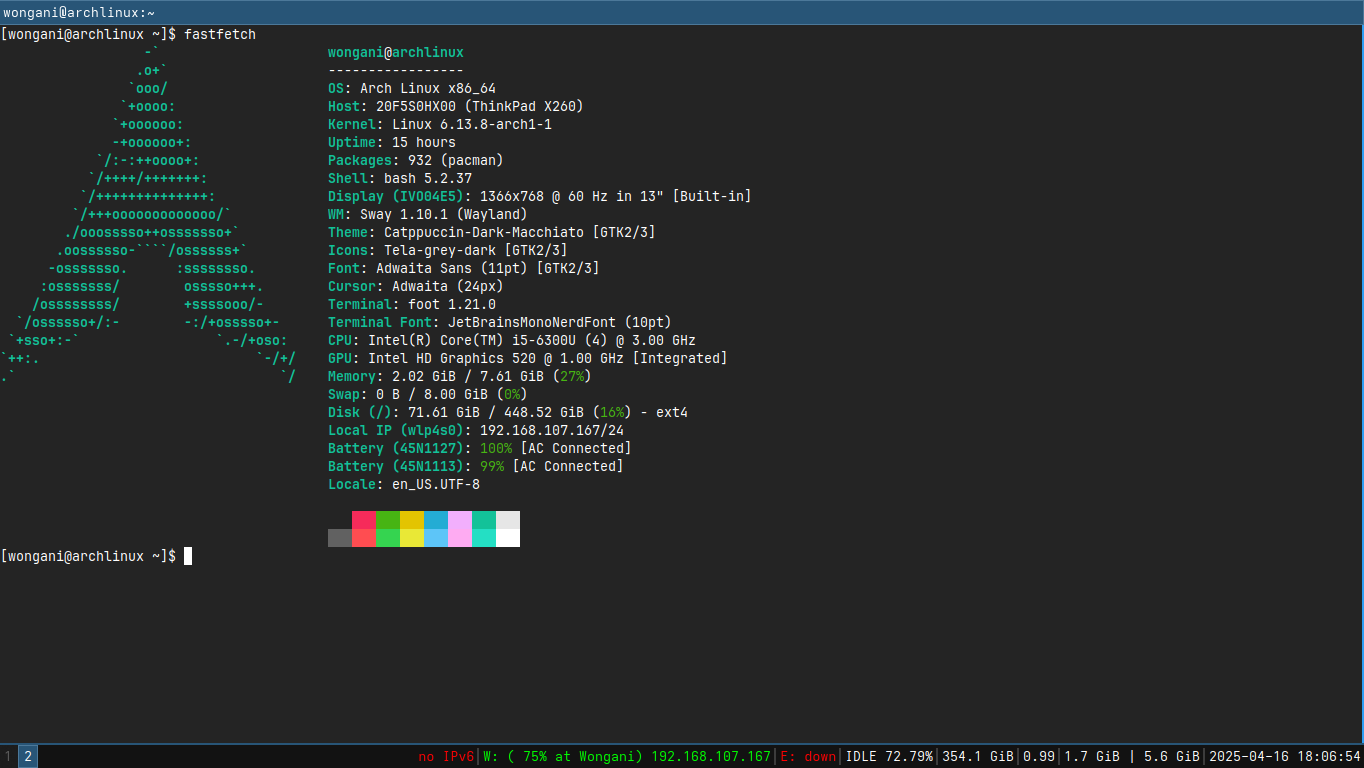 wongani@archlinux:~
[wongani@archlinux ~]$ fastfetch
                  -`
                 .o+`
                `ooo/
               `+oooo:
              `+oooooo:
              -+oooooo+:
            `/:-:++oooo+:
           `/++++/+++++++:
          `/++++++++++++++:
         `/+++ooooooooooooo/`
        ./ooosssso++osssssso+`
       .oossssso-````/ossssss+`
      -osssssso.      :ssssssso.
     :osssssss/        osssso+++.
    /ossssssss/        +ssssooo/-
  `/ossssso+/:-        -:/+osssso+-
 `+sso+:-`                 `.-/+oso:
`++:.                           `-/+/
.`                                 `/
wongani@archlinux
-----------------
OS: Arch Linux x86_64
Host: 20F5S0HX00 (ThinkPad X260)
Kernel: Linux 6.13.8-arch1-1
Uptime: 15 hours
Packages: 932 (pacman)
Shell: bash 5.2.37
Display (IVO04E5): 1366x768 @ 60 Hz in 13" [Built-in]
WM: Sway 1.10.1 (Wayland)
Theme: Catppuccin-Dark-Macchiato [GTK2/3]
Icons: Tela-grey-dark [GTK2/3]
Font: Adwaita Sans (11pt) [GTK2/3]
Cursor: Adwaita (24px)
Terminal: foot 1.21.0
Terminal Font: JetBrainsMonoNerdFont (10pt)
CPU: Intel(R) Core(TM) i5-6300U (4) @ 3.00 GHz
GPU: Intel HD Graphics 520 @ 1.00 GHz [Integrated]
Memory: 2.02 GiB / 7.61 GiB (27%)
Swap: 0 B / 8.00 GiB (0%)
Disk (/): 71.61 GiB / 448.52 GiB (16%) - ext4
Local IP (wlp4s0): 192.168.107.167/24
Battery (45N1127): 100% [AC Connected]
Battery (45N1113): 99% [AC Connected]
Locale: en_US.UTF-8
[wongani@archlinux ~]$
1 2 no IPv6|W: ( 75% at Wongani) 192.168.107.167|E: down|IDLE 72.79%|354.1 GiB|0.99|1.7 GiB | 5.6 GiB|2025-04-16 18:06:54